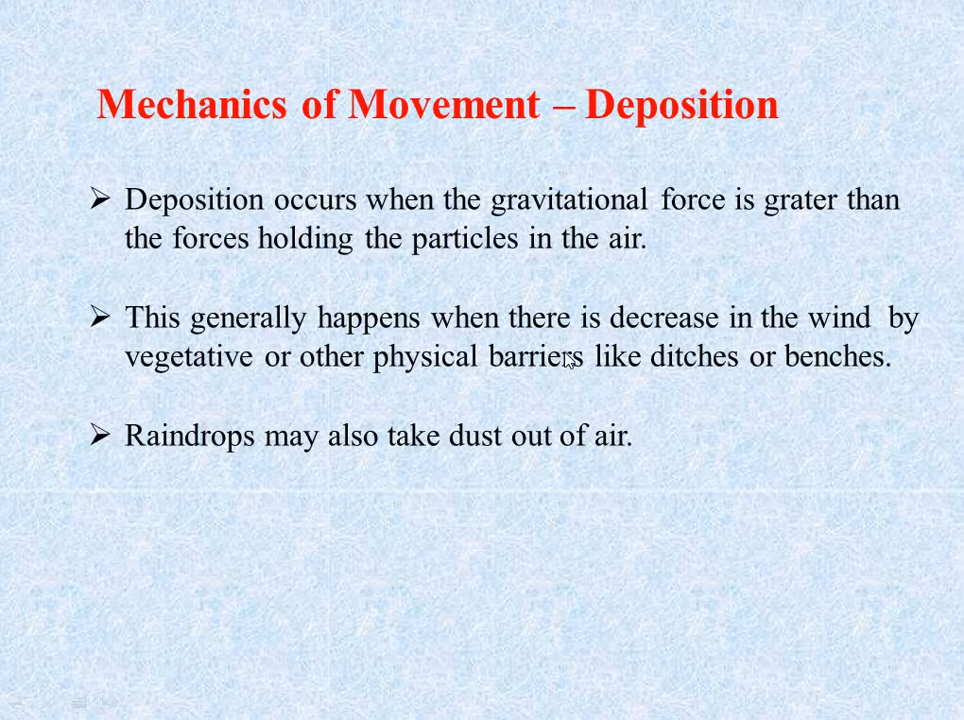 Mechanics of Movement – Deposition
➢ Deposition occurs when the gravitational force is grater than
the forces holding the particles in the air.
➢ This generally happens when there is decrease in the wind by
vegetative or other physical barriers like ditches or benches.
➢ Raindrops may also take dust out of air.